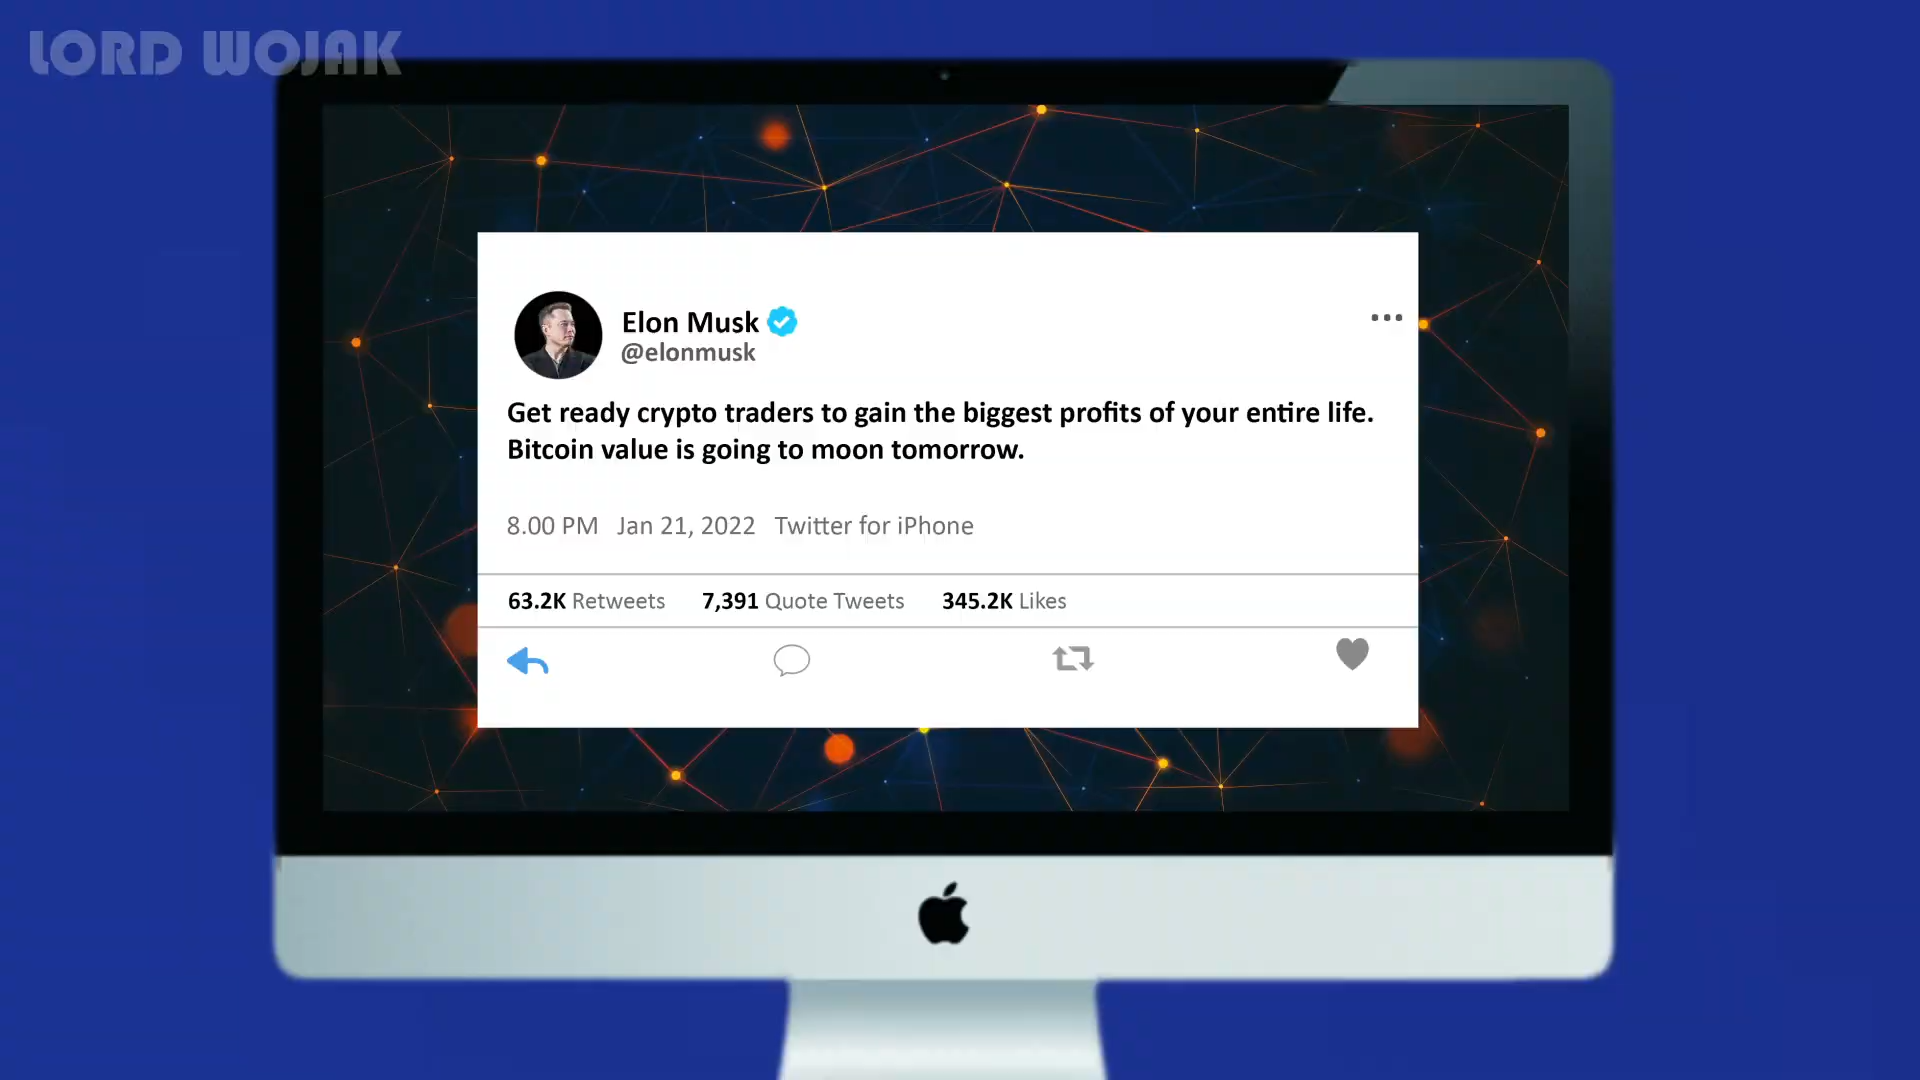 LORD WOJAK
Elon Musk
@elonmusk
Get ready crypto traders to gain the biggest profits of your entire life.
Bitcoin value is going to moon tomorrow.
8.00 PM Jan 21, 2022 Twitter for iPhone
63.2K Retweets 7,391 Quote Tweets 345.2K Likes